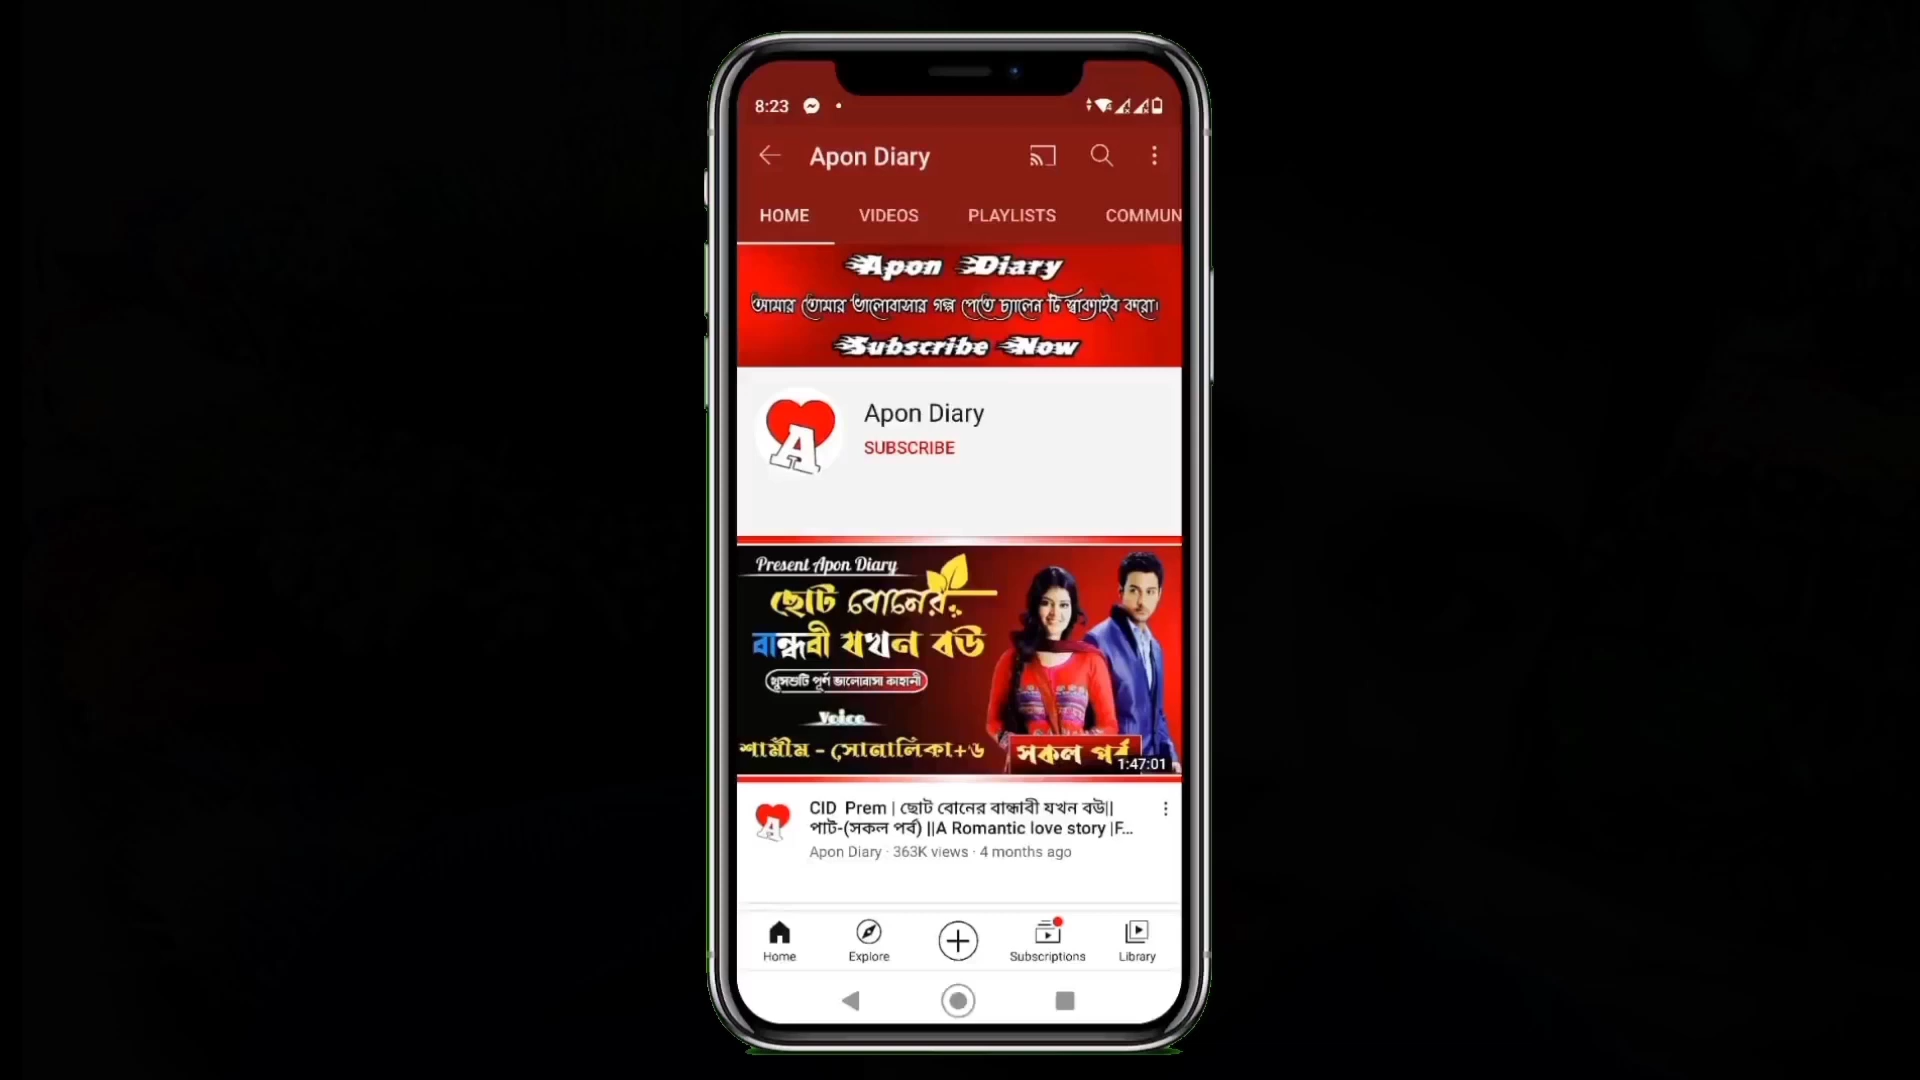 8:23
Apon Diary
HOME VIDEOS PLAYLISTS COMMUN
Apon Diary
আমার তোমার ভালোবাসার গল্প পেতে চ্যালেন টি স্বাবস্ক্রাইব করো।
Subscribe Now
Apon Diary
SUBSCRIBE
Present Apon Diary
ছোট বোনের
বান্ধবী যখন বউ
খুনসুটি পূর্ণ ভালোবাসা কাহানী
Voice
শামীম - সোনালিকা+৬
সকল পর্ব
1:47:01
CID Prem | ছোট বোনের বান্ধাবী যখন বউ||
পার্ট-(সকল পর্ব) ||A Romantic love story |F...
Apon Diary · 363K views · 4 months ago
Home Explore Subscriptions Library